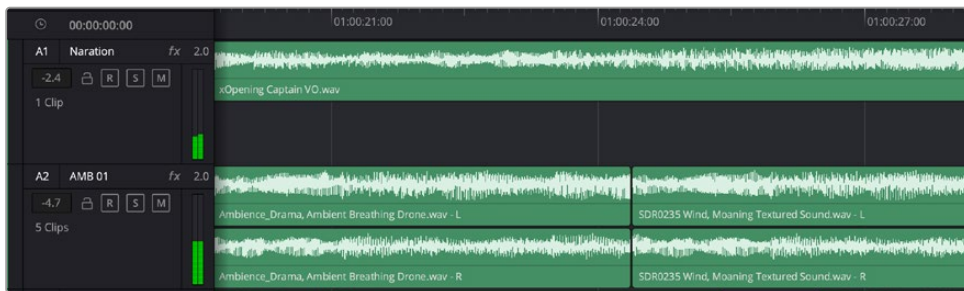 00:00:00:00 01:00:21:00 01:00:24:00 01:00:27:00
A1 Naration fx 2.0
-2.4 R S M
xOpening Captain VO.wav
1 Clip
A2 AMB 01 fx 2.0
-4.7 R S M
Ambience_Drama, Ambient Breathing Drone.wav - L SDR0235 Wind, Moaning Textured Sound.wav - L
5 Clips
Ambience_Drama, Ambient Breathing Drone.wav - R SDR0235 Wind, Moaning Textured Sound.wav - R